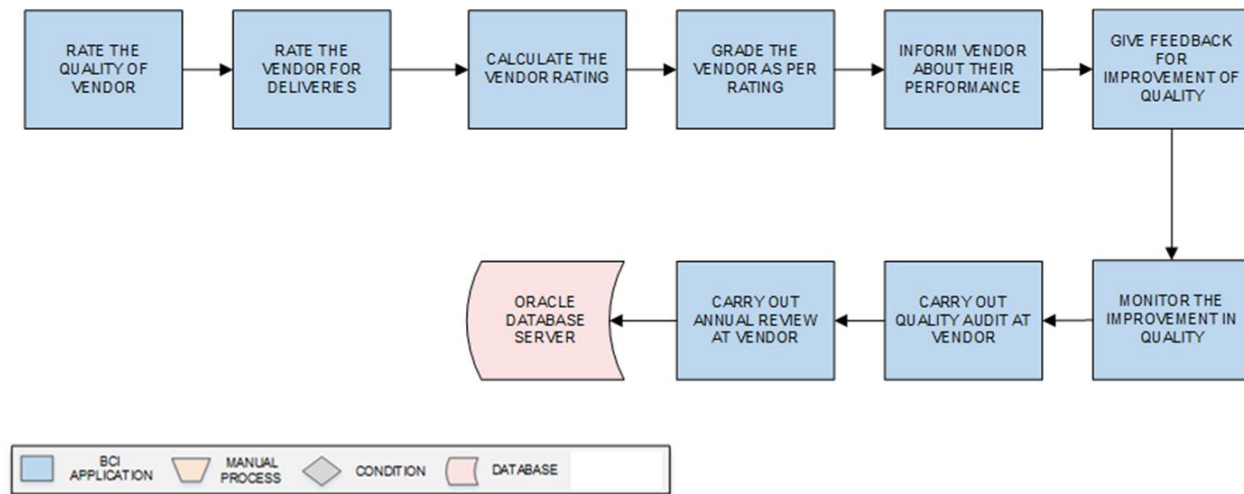 RATE THE
QUALITY OF
VENDOR
RATE THE
VENDOR FOR
DELIVERIES
CALCULATE THE
VENDOR RATING
GRADE THE
VENDOR AS PER
RATING
INFORM VENDOR
ABOUT THEIR
PERFORMANCE
GIVE FEEDBACK
FOR
IMPROVEMENT OF
QUALITY
MONITOR THE
IMPROVEMENT IN
QUALITY
CARRY OUT
QUALITY AUDIT AT
VENDOR
CARRY OUT
ANNUAL REVIEW
AT VENDOR
ORACLE
DATABASE
SERVER
BCI
APPLICATION
MANUAL
PROCESS
CONDITION
DATABASE